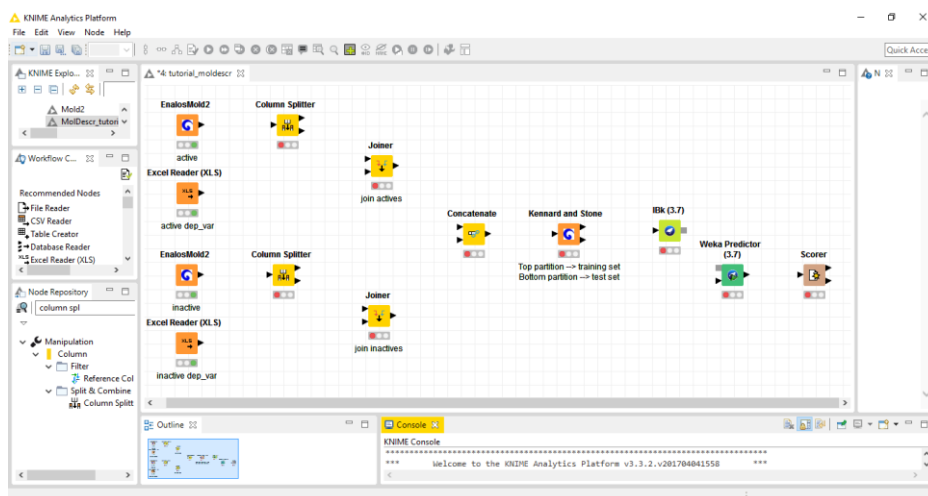 KNIME Analytics Platform
File Edit View Node Help
Quick Acce
KNIME Explo...
Mold2
MolDescr_tutori
*4: tutorial_moldescr
N
Workflow C...
Recommended Nodes
File Reader
CSV Reader
Table Creator
Database Reader
Excel Reader (XLS)
Node Repository
column spl
Manipulation
Column
Filter
Reference Col
Split & Combine
Column Splitt
EnalosMold2
active
Column Splitter
Excel Reader (XLS)
XLS
active dep_var
Joiner
join actives
EnalosMold2
inactive
Column Splitter
Excel Reader (XLS)
XLS
inactive dep_var
Joiner
join inactives
Concatenate
Kennard and Stone
Top partition --> training set
Bottom partition --> test set
IBk (3.7)
Weka Predictor
(3.7)
Scorer
Outline
Console
KNIME Console
********************************************************************************
*** Welcome to the KNIME Analytics Platform v3.3.2.v201704041558 ***